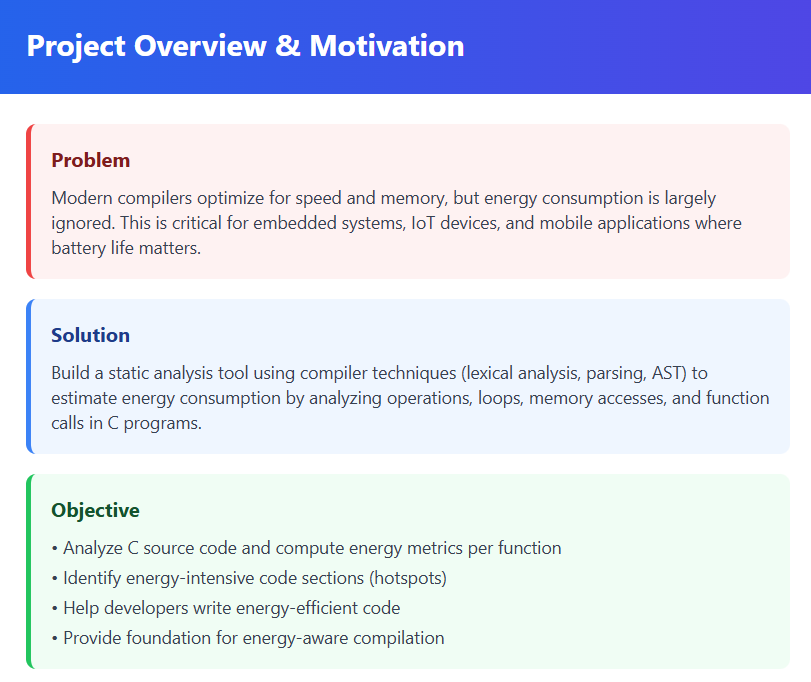 Project Overview & Motivation
Problem
Modern compilers optimize for speed and memory, but energy consumption is largely
ignored. This is critical for embedded systems, IoT devices, and mobile applications where
battery life matters.
Solution
Build a static analysis tool using compiler techniques (lexical analysis, parsing, AST) to
estimate energy consumption by analyzing operations, loops, memory accesses, and function
calls in C programs.
Objective
• Analyze C source code and compute energy metrics per function
• Identify energy-intensive code sections (hotspots)
• Help developers write energy-efficient code
• Provide foundation for energy-aware compilation